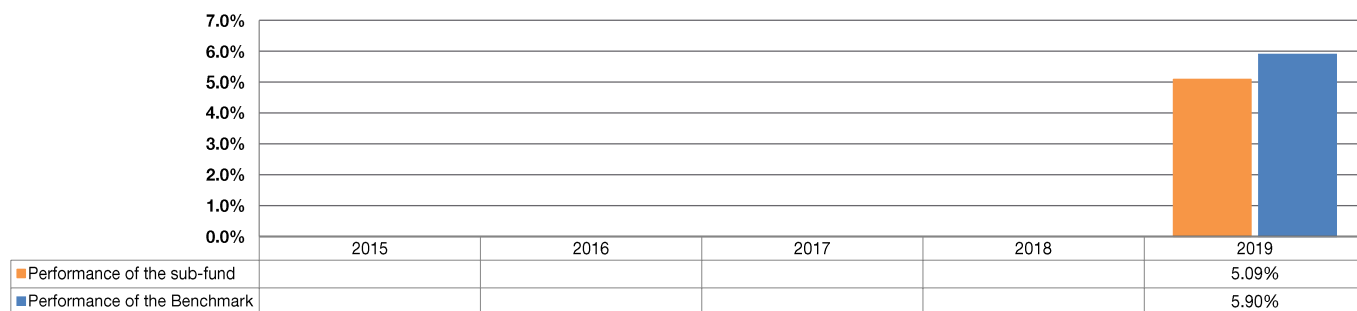 7.0%
6.0%
5.0%
4.0%
3.0%
2.0%
1.0%
0.0%
2015 2016 2017 2018 2019
Performance of the sub-fund 5.09%
Performance of the Benchmark 5.90%